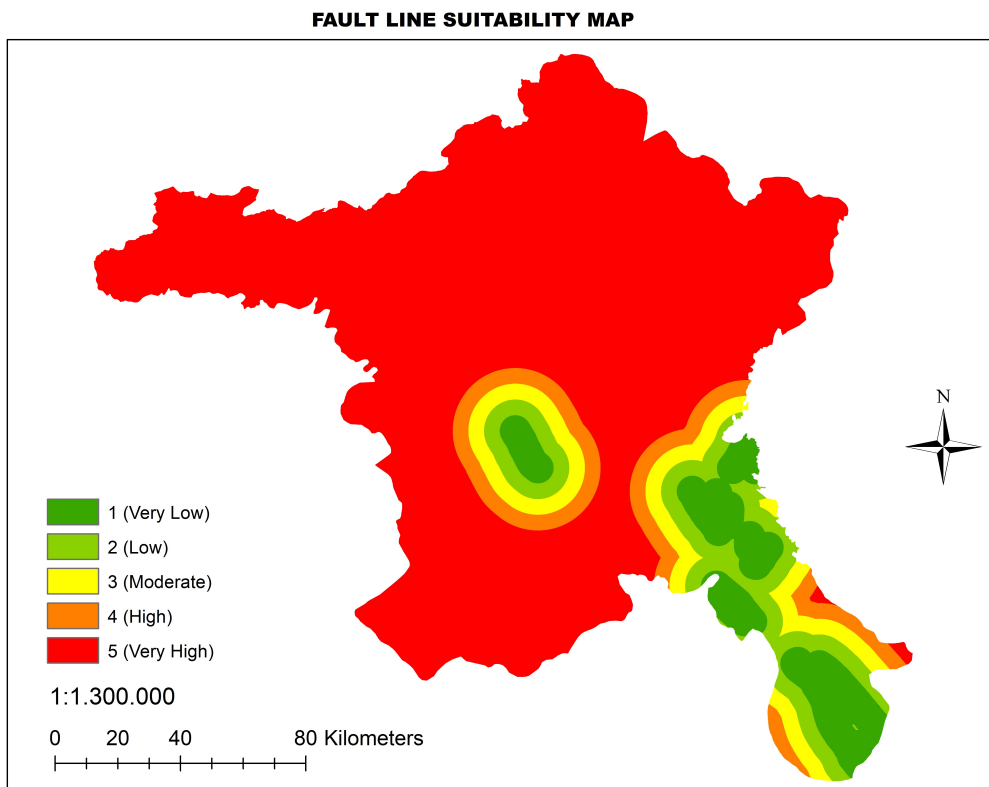 FAULT LINE SUITABILITY MAP
N
1 (Very Low)
2 (Low)
3 (Moderate)
4 (High)
5 (Very High)
1:1.300.000
0 20 40 80 Kilometers